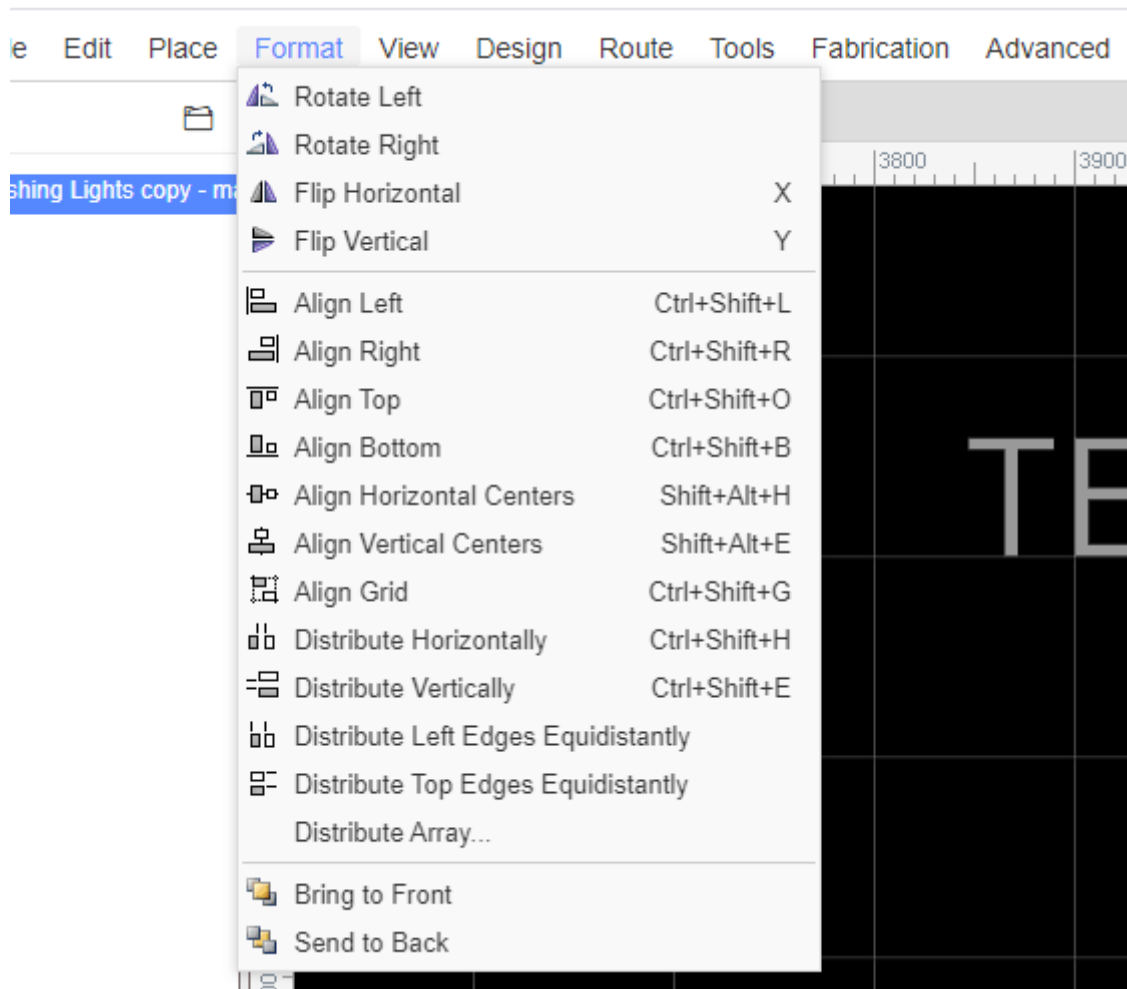 le Edit Place Format View Design Route Tools Fabrication Advanced
Rotate Left
Rotate Right
3800 3900
shing Lights copy - ma
Flip Horizontal X
Flip Vertical Y
Align Left Ctrl+Shift+L
Align Right Ctrl+Shift+R
Align Top Ctrl+Shift+O
Align Bottom Ctrl+Shift+B
TE
Align Horizontal Centers Shift+Alt+H
Align Vertical Centers Shift+Alt+E
Align Grid Ctrl+Shift+G
Distribute Horizontally Ctrl+Shift+H
Distribute Vertically Ctrl+Shift+E
Distribute Left Edges Equidistantly
Distribute Top Edges Equidistantly
Distribute Array...
Bring to Front
Send to Back